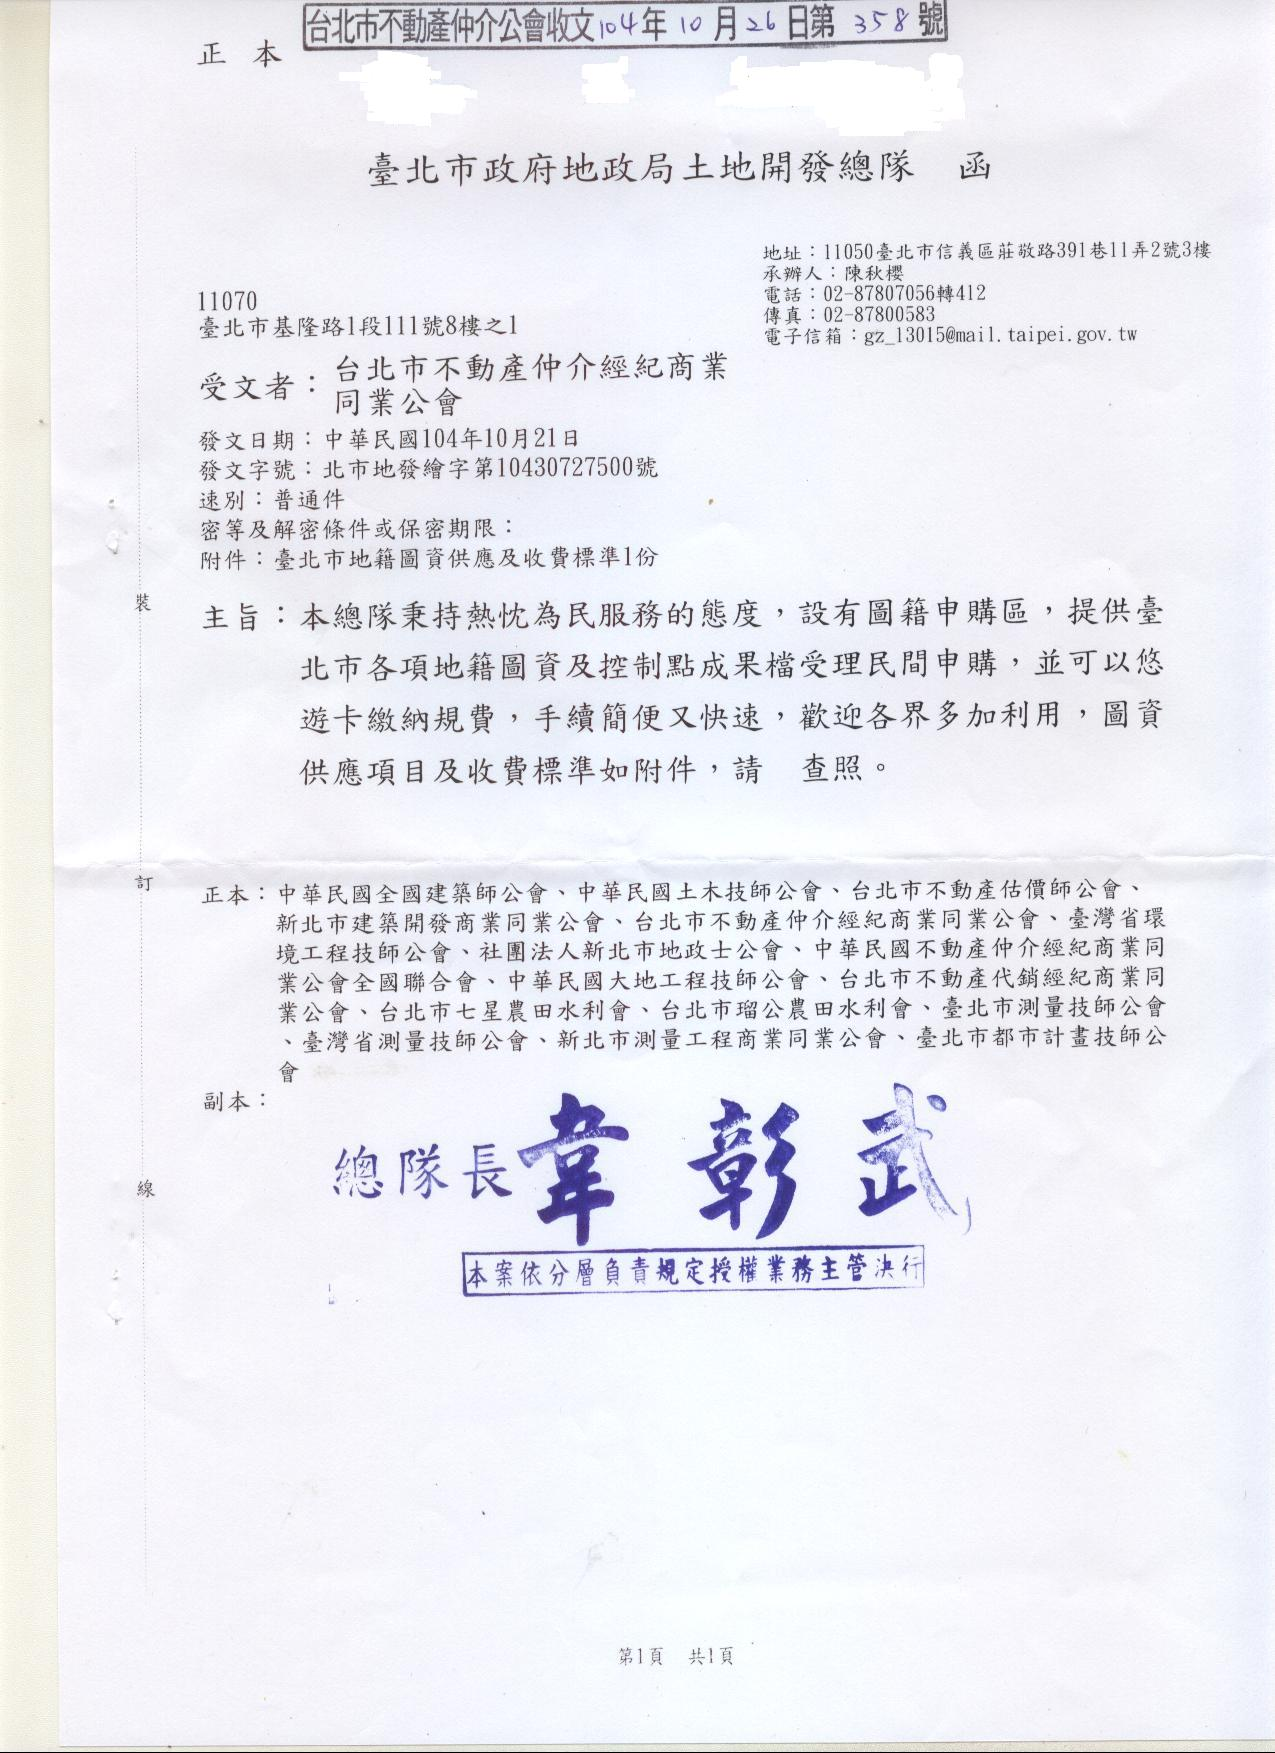 台北市不動產仲介公會收文104年10月26日第358號
正本
臺北市政府地政局土地開發總隊 函
地址：11050臺北市信義區莊敬路391巷11弄2號3樓
承辦人：陳秋櫻
電話：02-87807056轉412
傳真：02-87800583
電子信箱：gz_13015@mail.taipei.gov.tw
11070
臺北市基隆路1段111號8樓之1
受文者：台北市不動產仲介經紀商業
同業公會
發文日期：中華民國104年10月21日
發文字號：北市地發繪字第10430727500號
速別：普通件
密等及解密條件或保密期限：
附件：臺北市地籍圖資供應及收費標準1份
裝
主旨：本總隊秉持熱忱為民服務的態度，設有圖籍申購區，提供臺
北市各項地籍圖資及控制點成果檔受理民間申購，並可以悠
遊卡繳納規費，手續簡便又快速，歡迎各界多加利用，圖資
供應項目及收費標準如附件，請 查照。
訂
正本：中華民國全國建築師公會、中華民國土木技師公會、台北市不動產估價師公會、
新北市建築開發商業同業公會、台北市不動產仲介經紀商業同業公會、臺灣省環
境工程技師公會、社團法人新北市地政士公會、中華民國不動產仲介經紀商業同
業公會全國聯合會、中華民國大地工程技師公會、台北市不動產代銷經紀商業同
業公會、台北市七星農田水利會、台北市瑠公農田水利會、臺北市測量技師公會
、臺灣省測量技師公會、新北市測量工程商業同業公會、臺北市都市計畫技師公
會
副本：
總隊長韋彰武
線
本案依分層負責規定授權業務主管決行
第1頁 共1頁